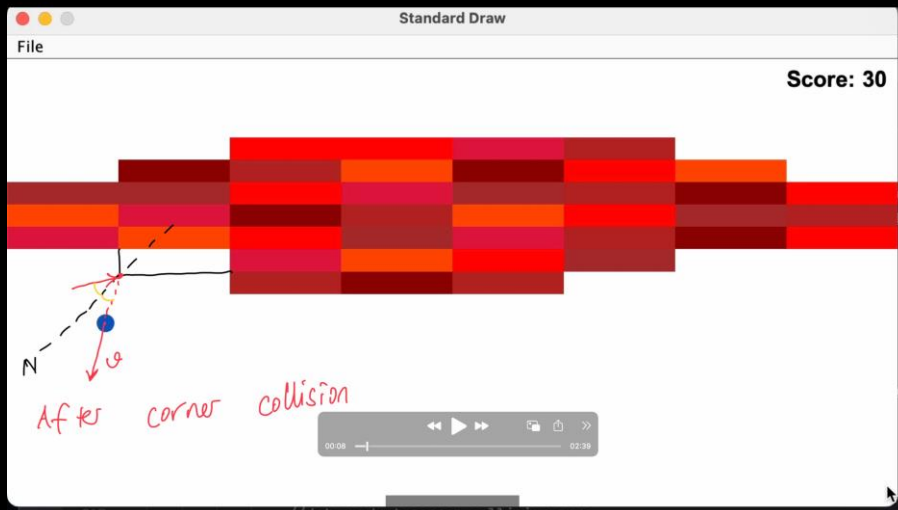 Standard Draw
File
Score: 30
N
v
After corner collision
00:08
02:39